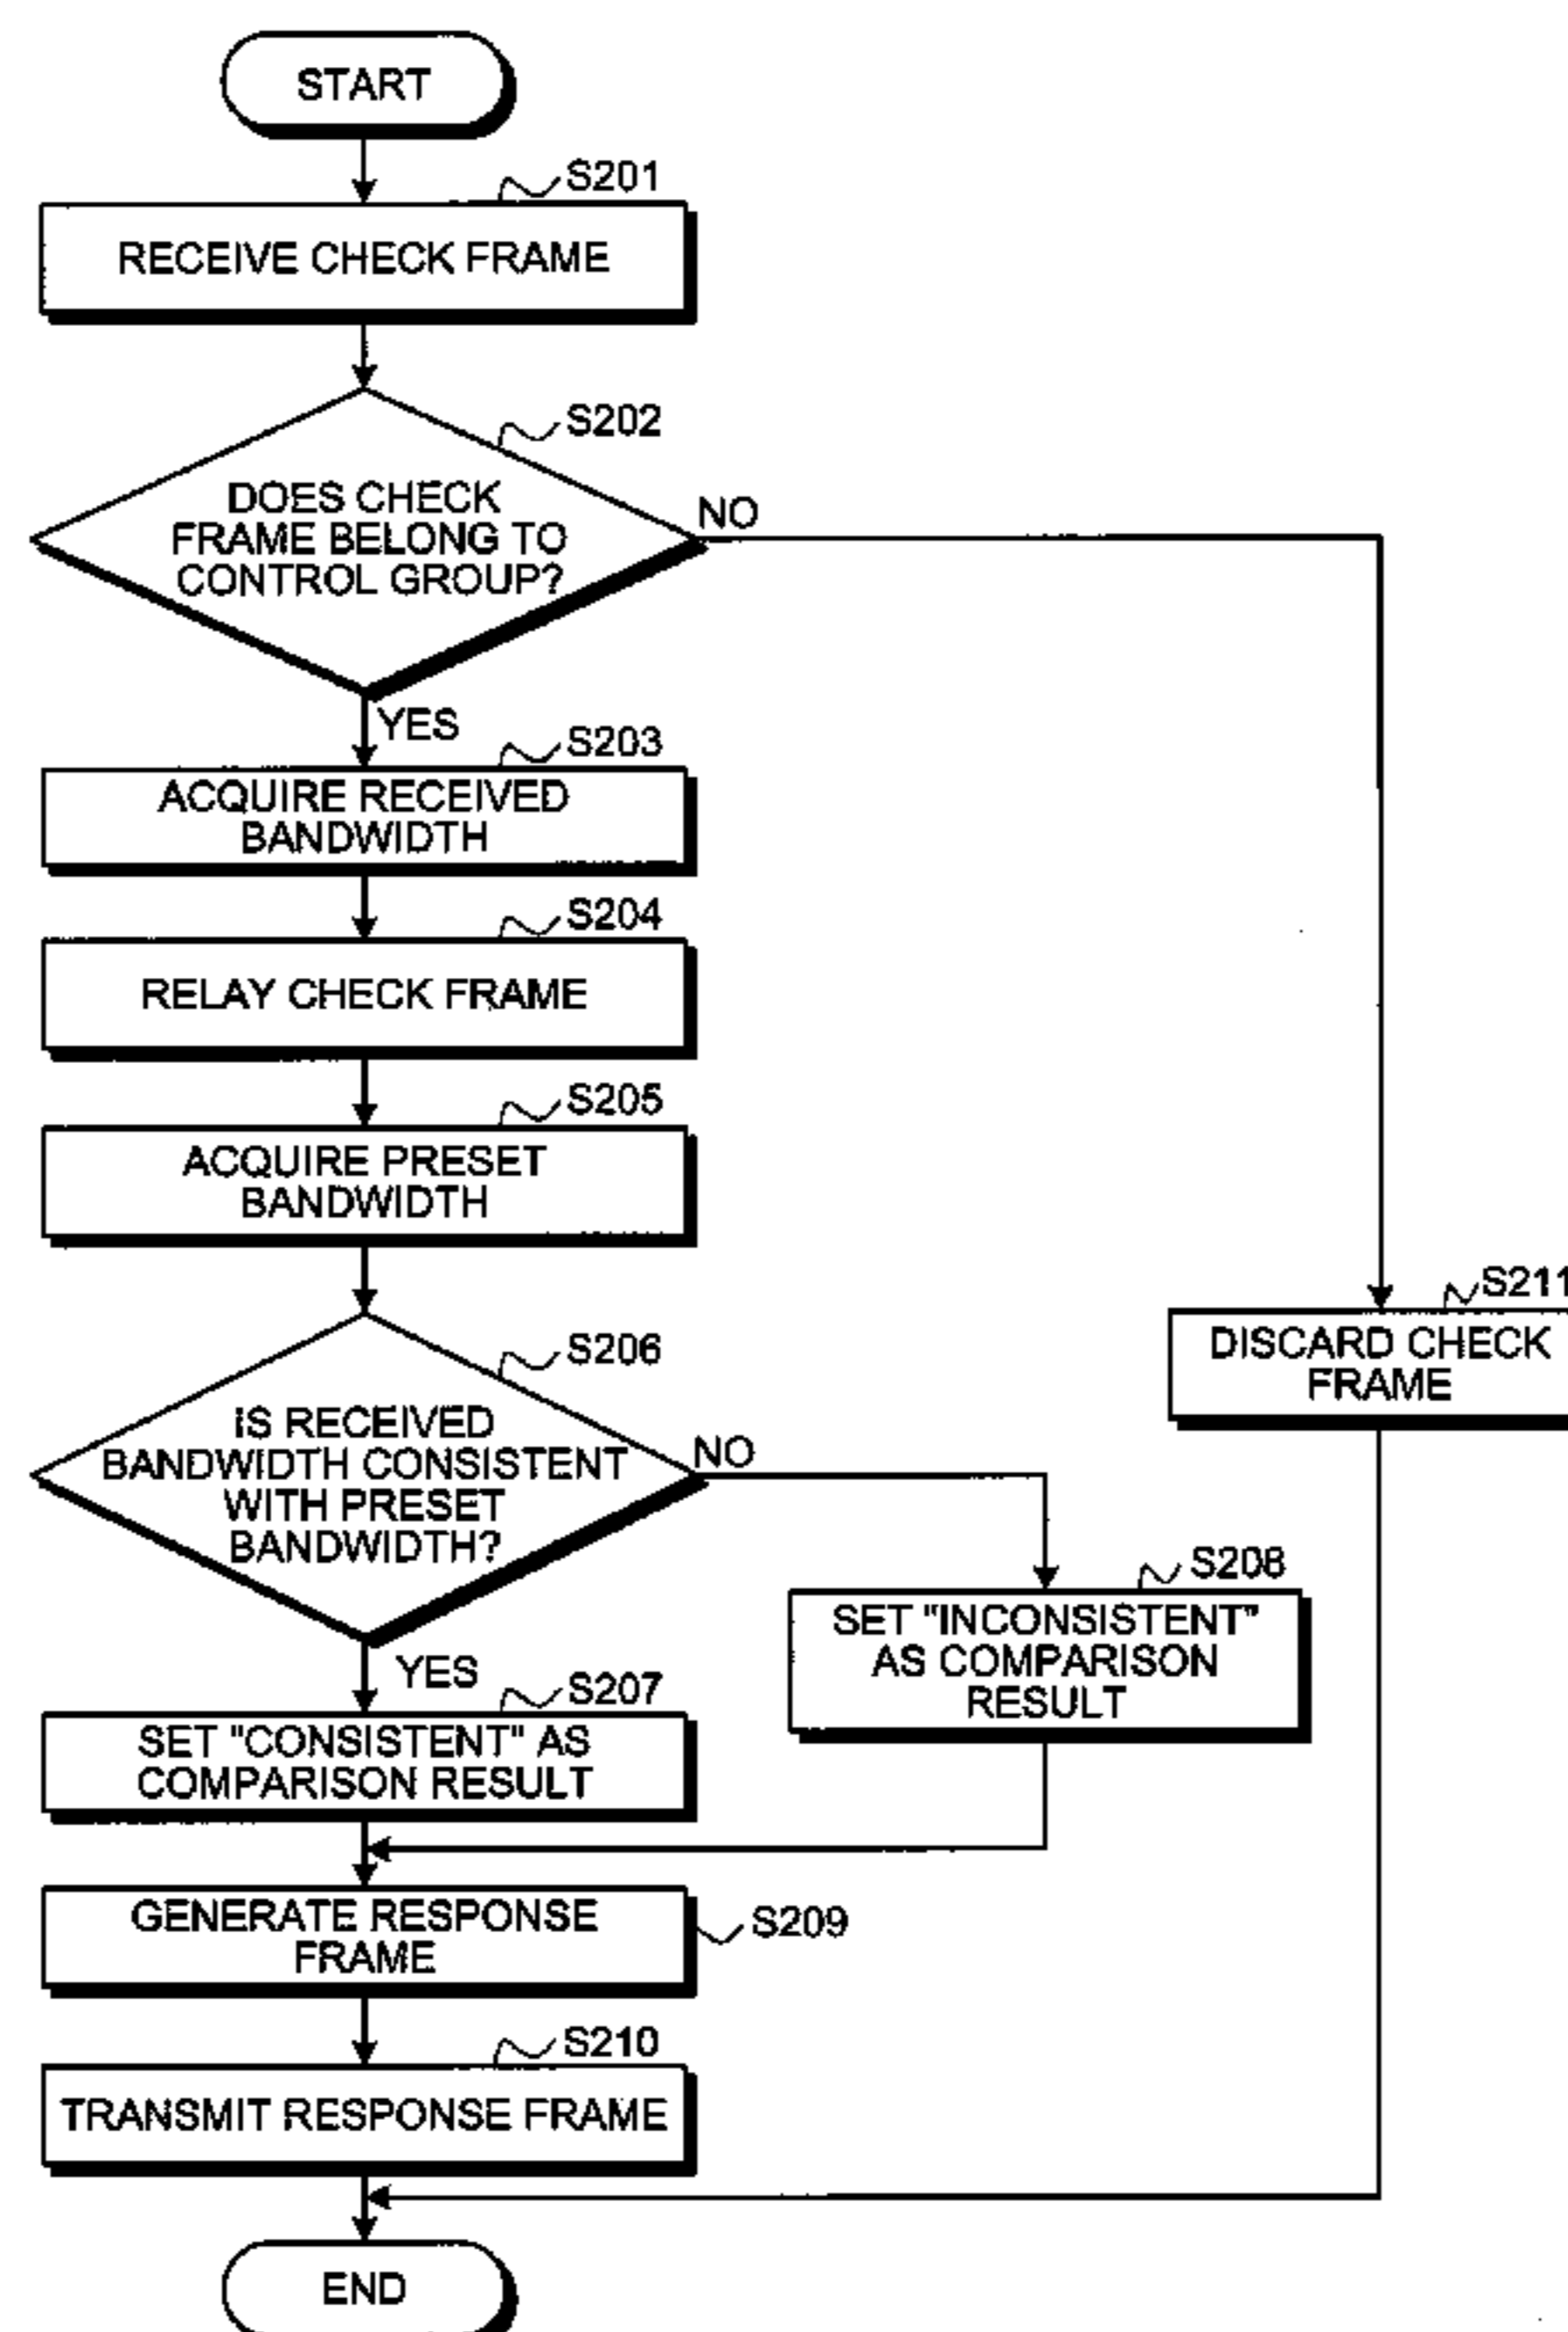 START
S201
RECEIVE CHECK FRAME
S202
DOES CHECK
FRAME BELONG TO
CONTROL GROUP?
NO
YES
S203
ACQUIRE RECEIVED
BANDWIDTH
S204
RELAY CHECK FRAME
S205
ACQUIRE PRESET
BANDWIDTH
S211
DISCARD CHECK
FRAME
S206
IS RECEIVED
BANDWIDTH CONSISTENT
WITH PRESET
BANDWIDTH?
NO
S208
SET "INCONSISTENT"
AS COMPARISON
RESULT
YES
S207
SET "CONSISTENT" AS
COMPARISON RESULT
GENERATE RESPONSE
FRAME
S209
S210
TRANSMIT RESPONSE FRAME
END